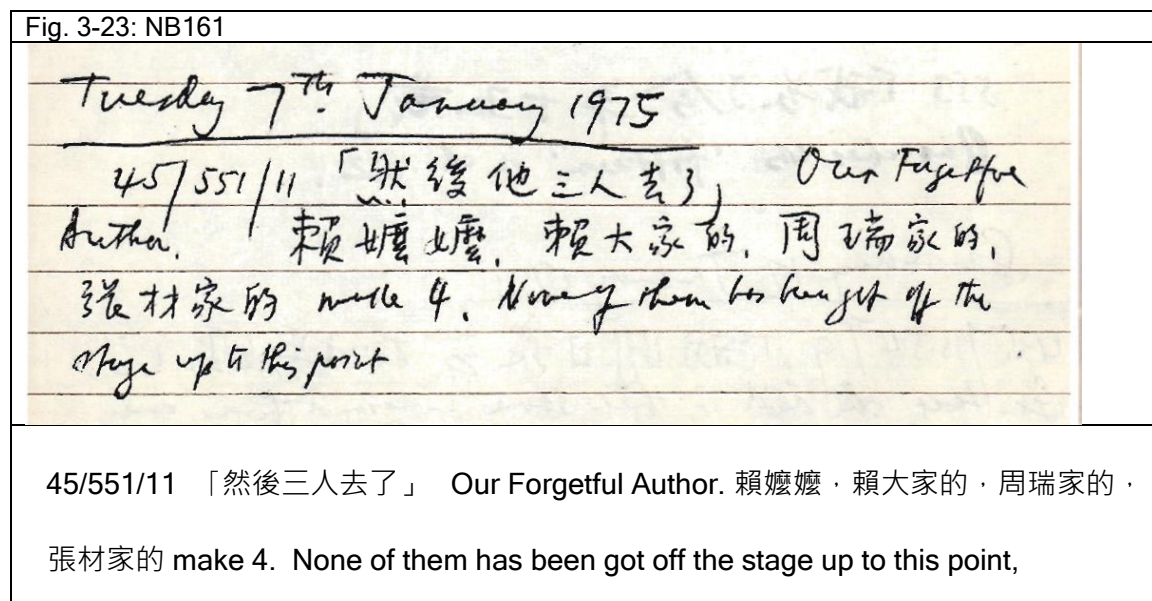 Fig. 3-23: NB161
Tuesday 7th. January 1975
45/551/11 「然後他三人去了」 Our Forgetful
Author. 賴嬤嬤, 賴大家的, 周瑞家的,
張材家的 make 4. None of them has been got off the
stage up to this point
45/551/11 「然後三人去了」 Our Forgetful Author. 賴嬤嬤，賴大家的，周瑞家的，
張材家的 make 4. None of them has been got off the stage up to this point,